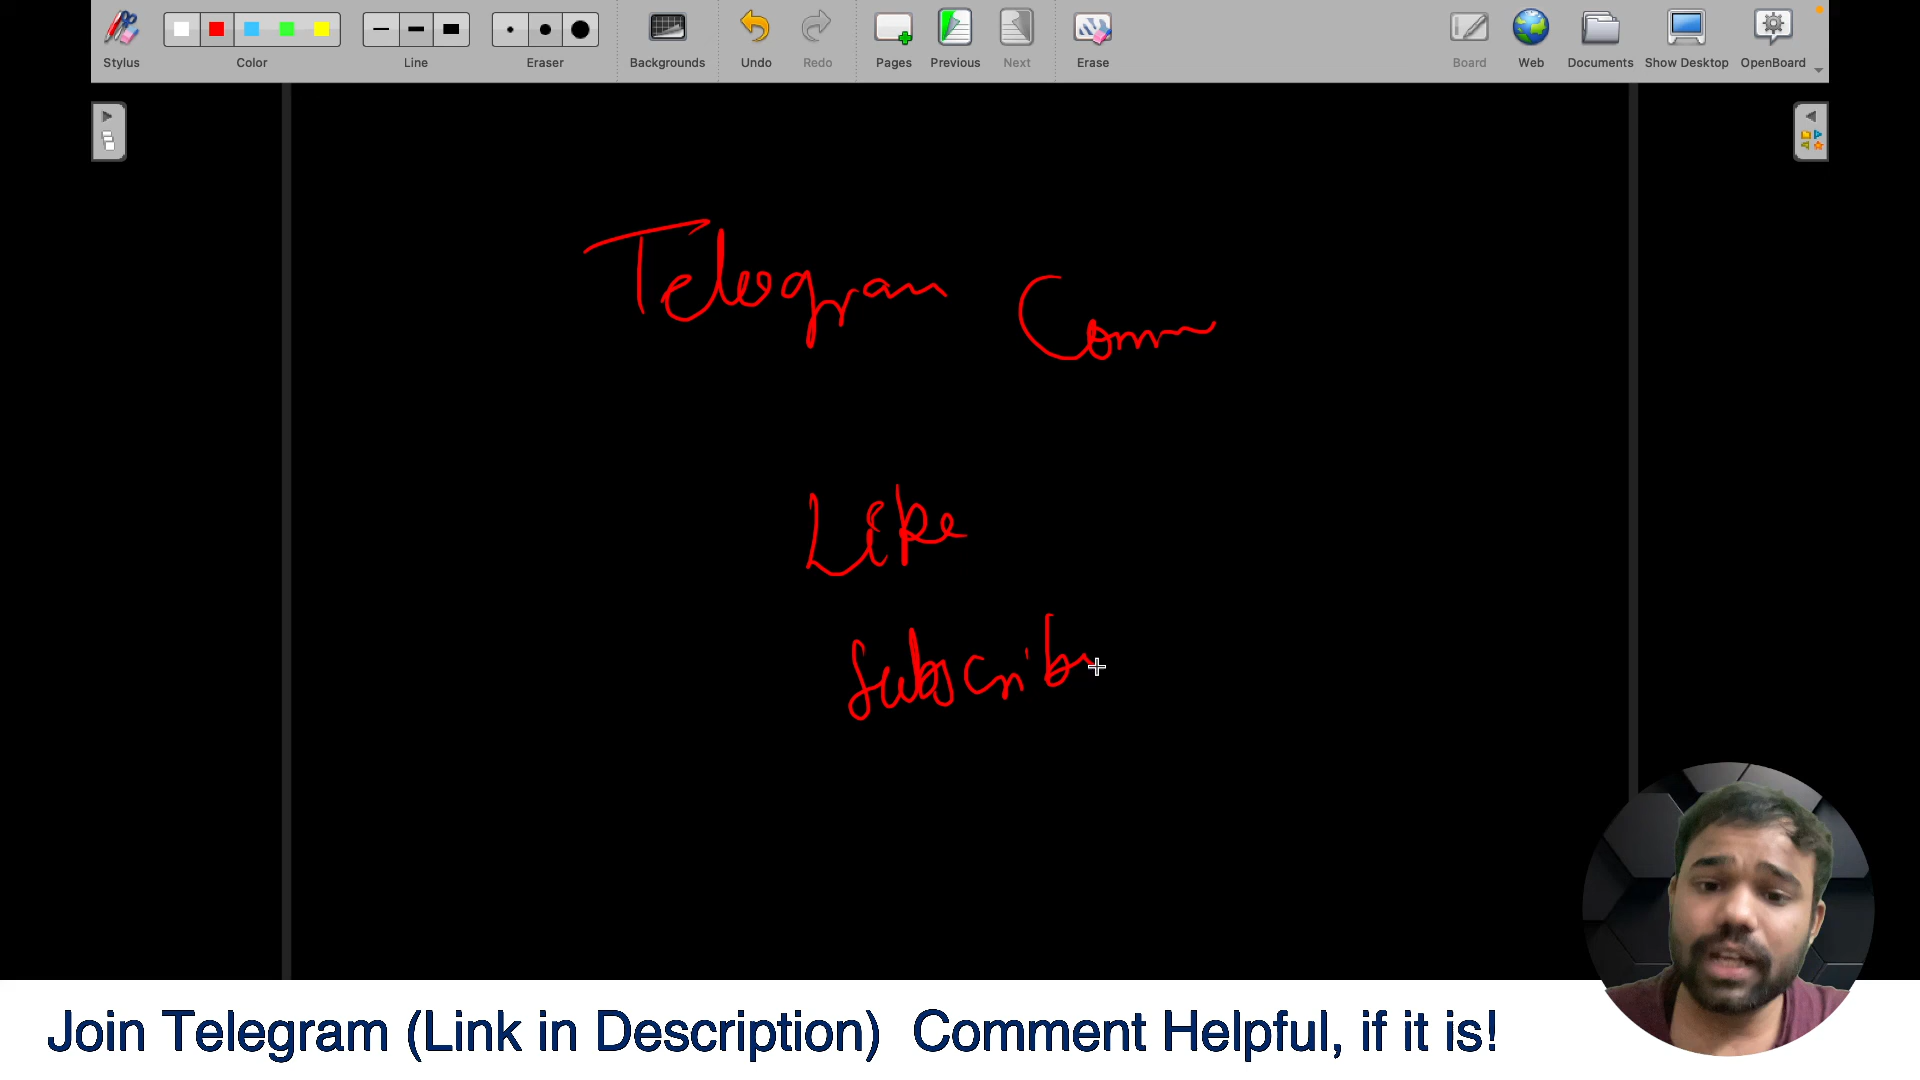 Stylus Color Line Eraser Backgrounds Undo Redo Pages Previous Next Erase Board Web Documents Show Desktop OpenBoard
Telegram Comm
Like
Subscribe
Join Telegram (Link in Description) Comment Helpful, if it is!